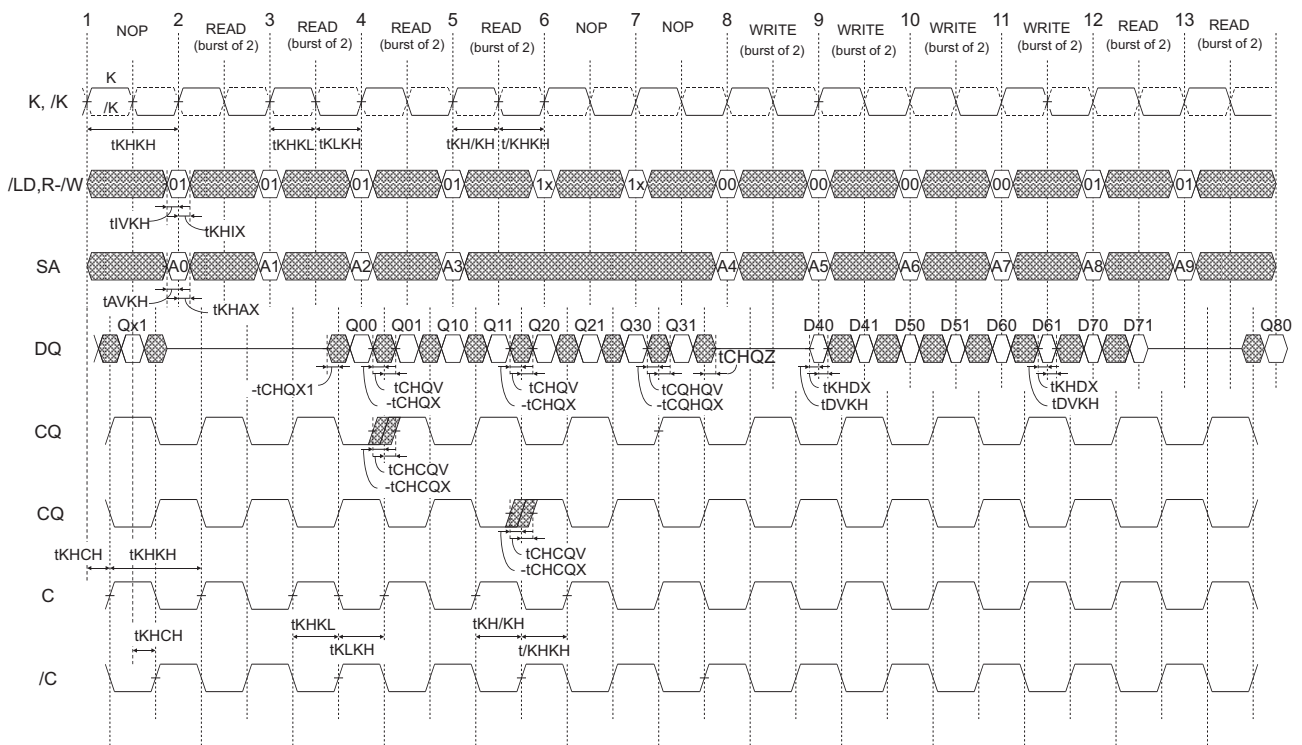 1 2 3 4 5 6 7 8 9 10 11 12 13
NOP READ READ READ READ NOP NOP WRITE WRITE WRITE WRITE READ READ
(burst of 2) (burst of 2) (burst of 2) (burst of 2) (burst of 2) (burst of 2) (burst of 2) (burst of 2) (burst of 2) (burst of 2)
K
K, /K
/K
tKHKH tKHKL tKLKH tKH/KH t/KHKH
/LD,R-/W 01 01 01 01 1x 1x 00 00 00 00 01 01
tIVKH
tKHIX
SA A0 A1 A2 A3 A4 A5 A6 A7 A8 A9
tAVKH
tKHAX
Qx1 Q00 Q01 Q10 Q11 Q20 Q21 Q30 Q31 D40 D41 D50 D51 D60 D61 D70 D71 Q80
DQ
tCHQZ
-tCHQX1 tCHQV tCHQV tCQHQV tKHDX tKHDX
-tCHQX -tCHQX -tCQHQX tDVKH tDVKH
CQ
tCHCQV
-tCHCQX
CQ
tKHCH tKHKH tCHCQV
-tCHCQX
C
tKHCH tKHKL tKH/KH
tKLKH t/KHKH
/C